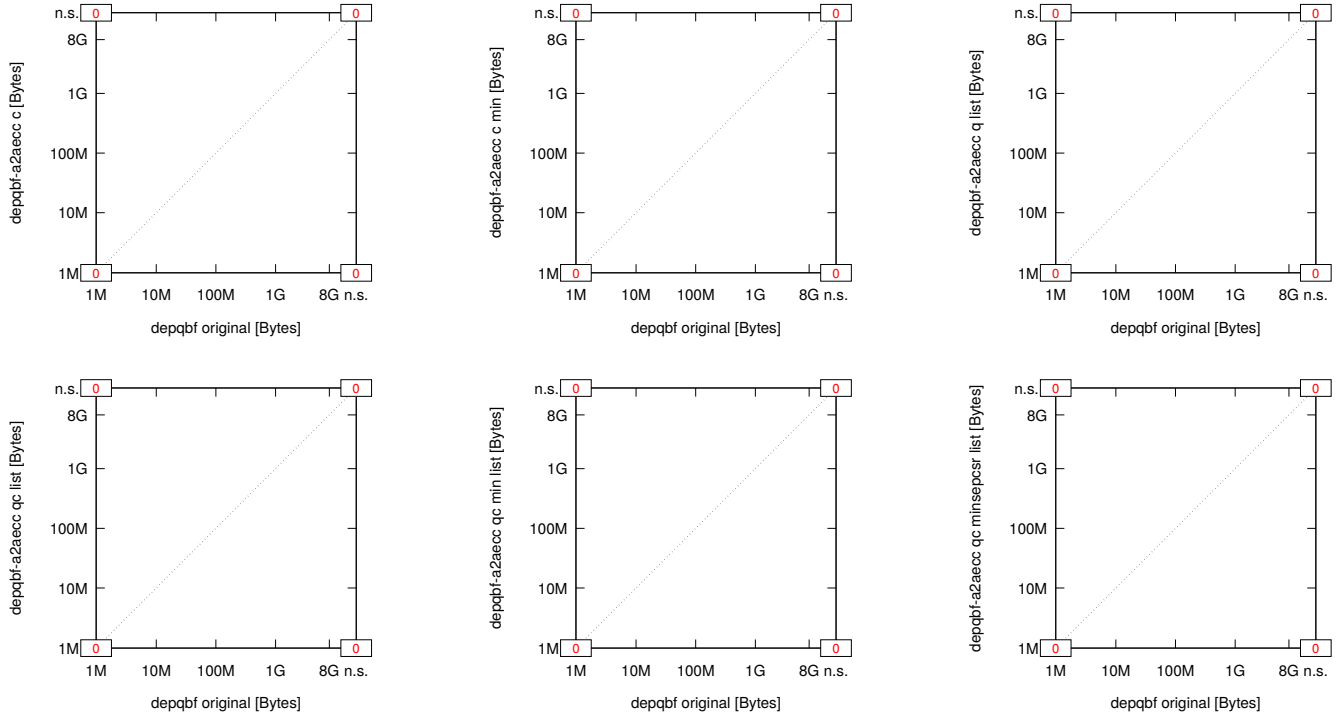 n.s. 0 0
8G
1G
100M
10M
1M 0 0
1M 10M 100M 1G 8G n.s.
depqbf original [Bytes]
depqbf-a2aecc c [Bytes]
n.s. 0 0
8G
1G
100M
10M
1M 0 0
1M 10M 100M 1G 8G n.s.
depqbf original [Bytes]
depqbf-a2aecc c min [Bytes]
n.s. 0 0
8G
1G
100M
10M
1M 0 0
1M 10M 100M 1G 8G n.s.
depqbf original [Bytes]
depqbf-a2aecc q list [Bytes]
n.s. 0 0
8G
1G
100M
10M
1M 0 0
1M 10M 100M 1G 8G n.s.
depqbf original [Bytes]
depqbf-a2aecc qc list [Bytes]
n.s. 0 0
8G
1G
100M
10M
1M 0 0
1M 10M 100M 1G 8G n.s.
depqbf original [Bytes]
depqbf-a2aecc qc min list [Bytes]
n.s. 0 0
8G
1G
100M
10M
1M 0 0
1M 10M 100M 1G 8G n.s.
depqbf original [Bytes]
depqbf-a2aecc qc minsepcsr list [Bytes]